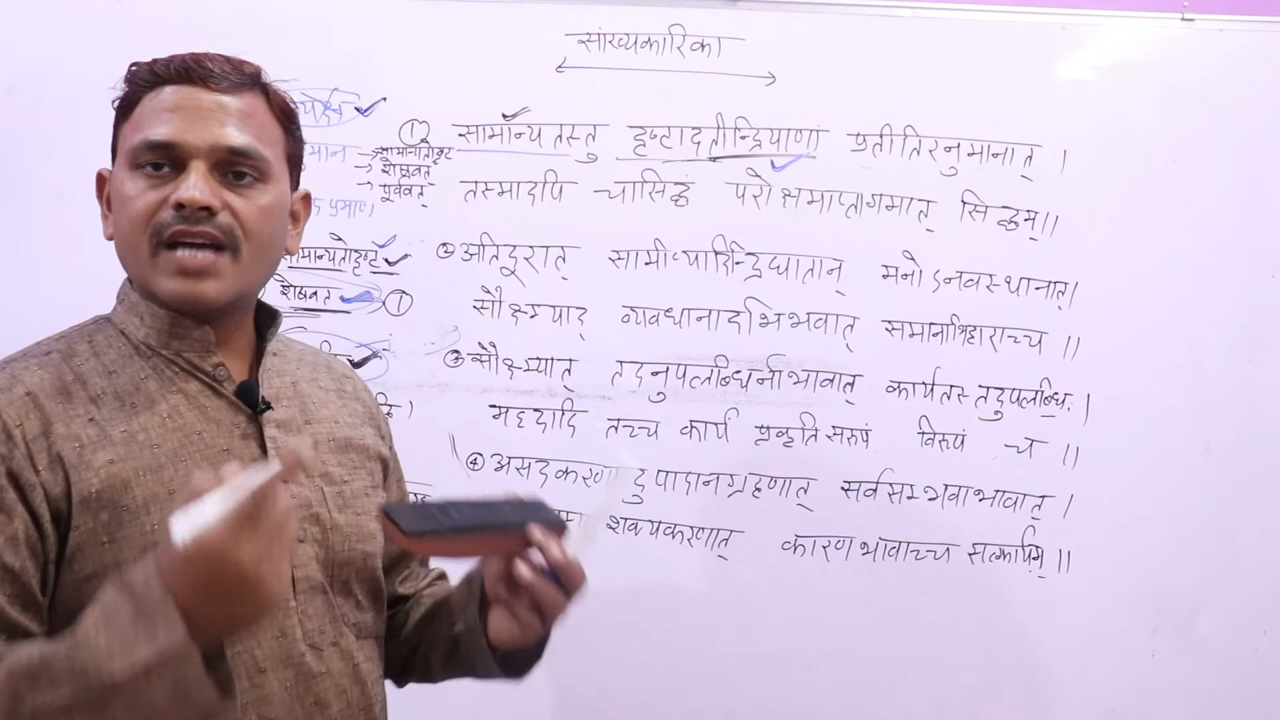 सांख्यकारिका
① सामान्यतस्तु दृष्टादतीन्द्रियाणां प्रतीतिरनुमानात् ।
तस्मादपि चासिद्धं परोक्षमाप्तागमात् सिद्धम् ॥
② अतिदूरात् सामीप्यादिन्द्रिघातान् मनोऽनवस्थानात् ।
सौक्ष्म्याद् व्यवधानादभिभवात् समानाभिहाराच्च ॥
③ सौक्ष्म्यात् तदनुपलब्धिर्नाभावात् कार्यतस्तदुपलब्धिः ।
महदादि तच्च कार्यं प्रकृतिसरुपं विरुपं च ॥
④ असदकरणादुपादानग्रहणात् सर्वसम्भवाभावात् ।
शक्यकरणात् कारणभावाच्च सत्कार्यम् ॥
मान → सामान्यतोदृष्ट
→ शेषवत्
→ पूर्ववत्
प्रमाण
सामान्यतोदृष्ट
शेषवत ①